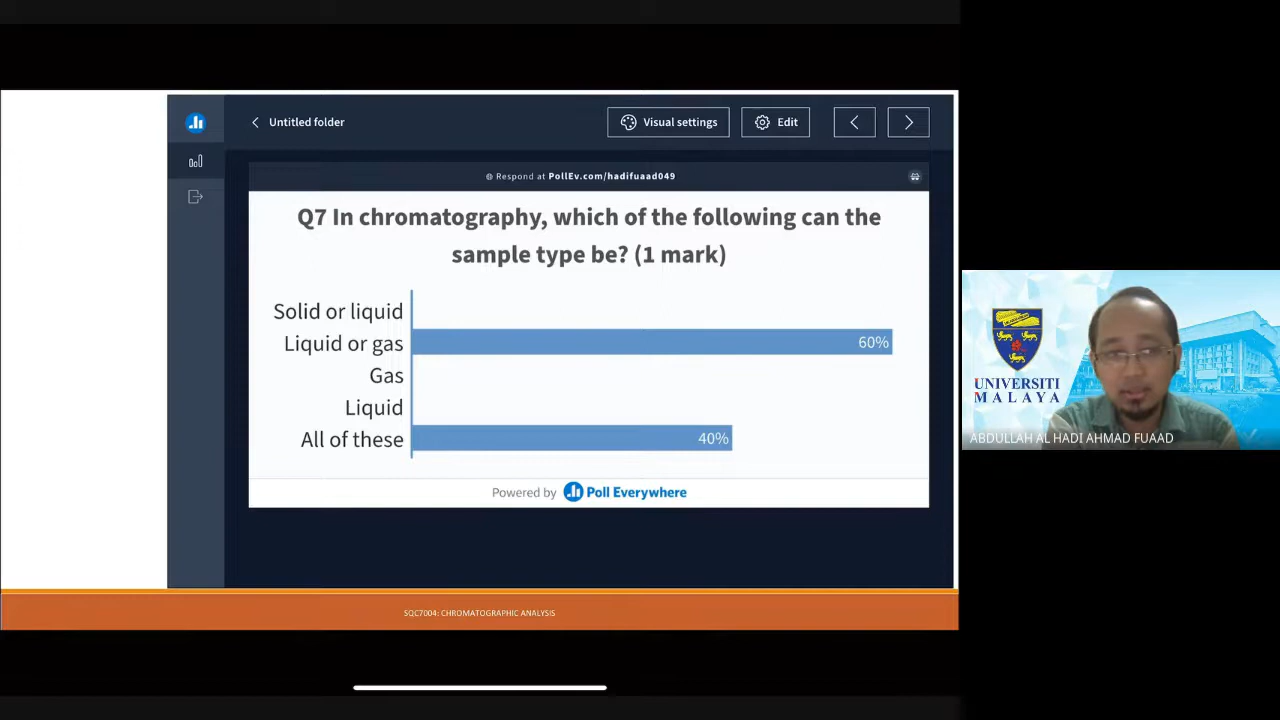 Untitled folder
Visual settings
Edit
Respond at PollEv.com/hadifuaad049
Q7 In chromatography, which of the following can the
sample type be? (1 mark)
Solid or liquid
Liquid or gas
60%
Gas
Liquid
All of these
40%
Powered by Poll Everywhere
SQC7004: CHROMATOGRAPHIC ANALYSIS
UNIVERSITI
MALAYA
ABDULLAH AL HADI AHMAD FUAAD